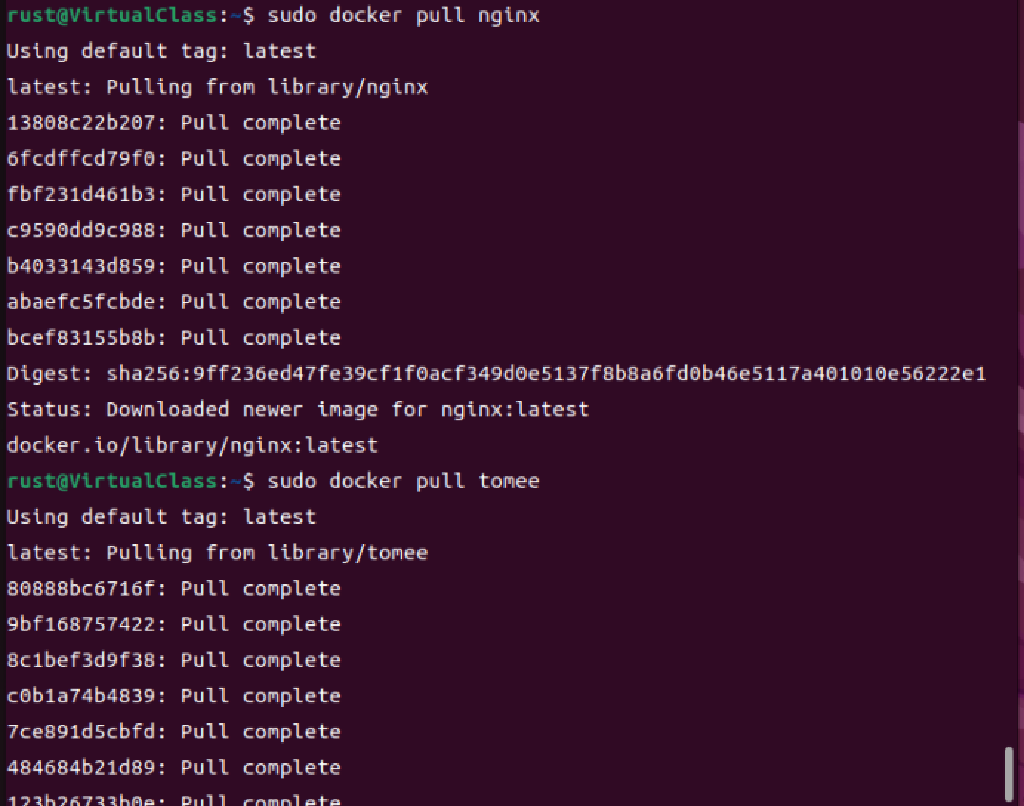 rust@VirtualClass:~$ sudo docker pull nginx
Using default tag: latest
latest: Pulling from library/nginx
13808c22b207: Pull complete
6fcdffcd79f0: Pull complete
fbf231d461b3: Pull complete
c9590dd9c988: Pull complete
b4033143d859: Pull complete
abaefc5fcbde: Pull complete
bcef83155b8b: Pull complete
Digest: sha256:9ff236ed47fe39cf1f0acf349d0e5137f8b8a6fd0b46e5117a401010e56222e1
Status: Downloaded newer image for nginx:latest
docker.io/library/nginx:latest
rust@VirtualClass:~$ sudo docker pull tomee
Using default tag: latest
latest: Pulling from library/tomee
80888bc6716f: Pull complete
9bf168757422: Pull complete
8c1bef3d9f38: Pull complete
c0b1a74b4839: Pull complete
7ce891d5cbfd: Pull complete
484684b21d89: Pull complete
123b26733b0e: Pull complete